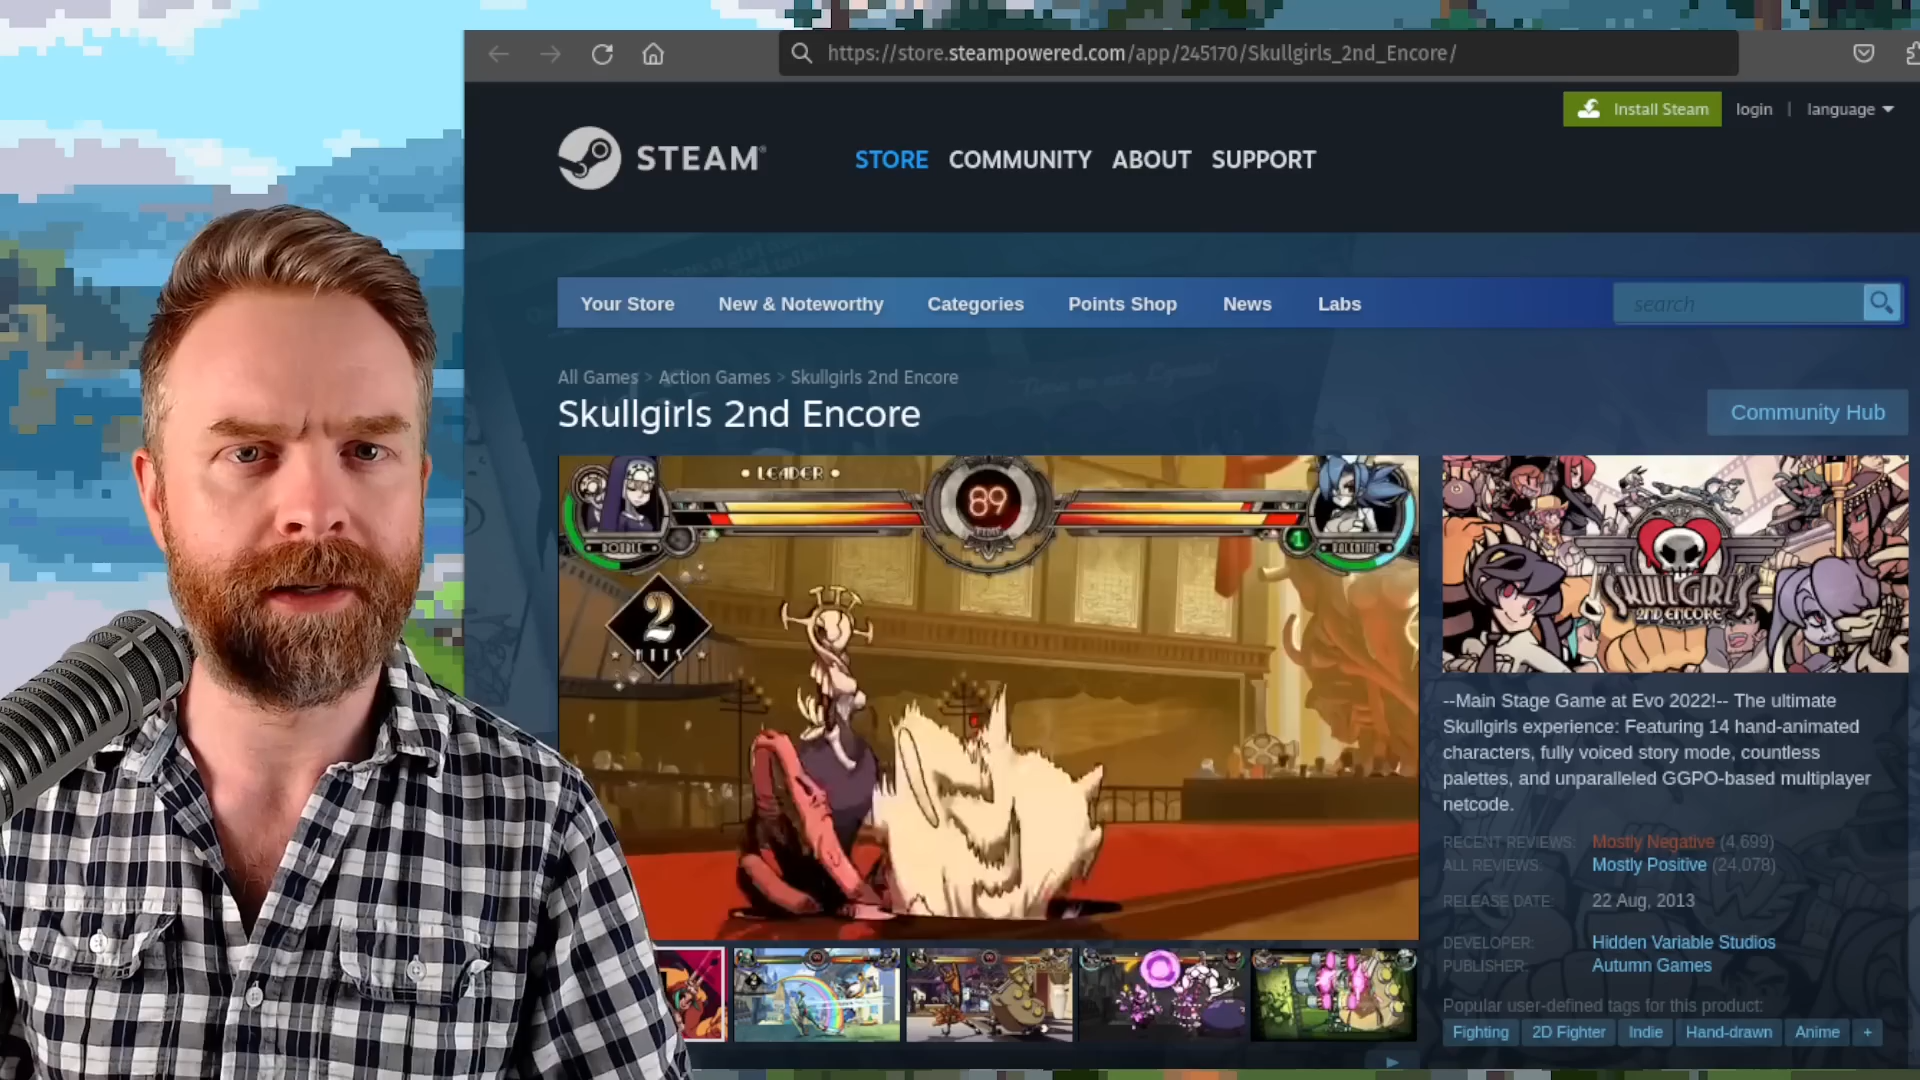 https://store.steampowered.com/app/245170/Skullgirls_2nd_Encore/
Install Steam
login
language
STEAM®
STORE
COMMUNITY
ABOUT
SUPPORT
Your Store
New & Noteworthy
Categories
Points Shop
News
Labs
search
All Games > Action Games > Skullgirls 2nd Encore
Skullgirls 2nd Encore
Community Hub
LEADER
89
DOUBLE
1
VALENTINE
2
HITS
SKULLGIRLS
2ND ENCORE
--Main Stage Game at Evo 2022!-- The ultimate
Skullgirls experience: Featuring 14 hand-animated
characters, fully voiced story mode, countless
palettes, and unparalleled GGPO-based multiplayer
netcode.
RECENT REVIEWS: Mostly Negative (4,699)
ALL REVIEWS: Mostly Positive (24,078)
RELEASE DATE: 22 Aug, 2013
DEVELOPER: Hidden Variable Studios
PUBLISHER: Autumn Games
Popular user-defined tags for this product:
Fighting
2D Fighter
Indie
Hand-drawn
Anime
+